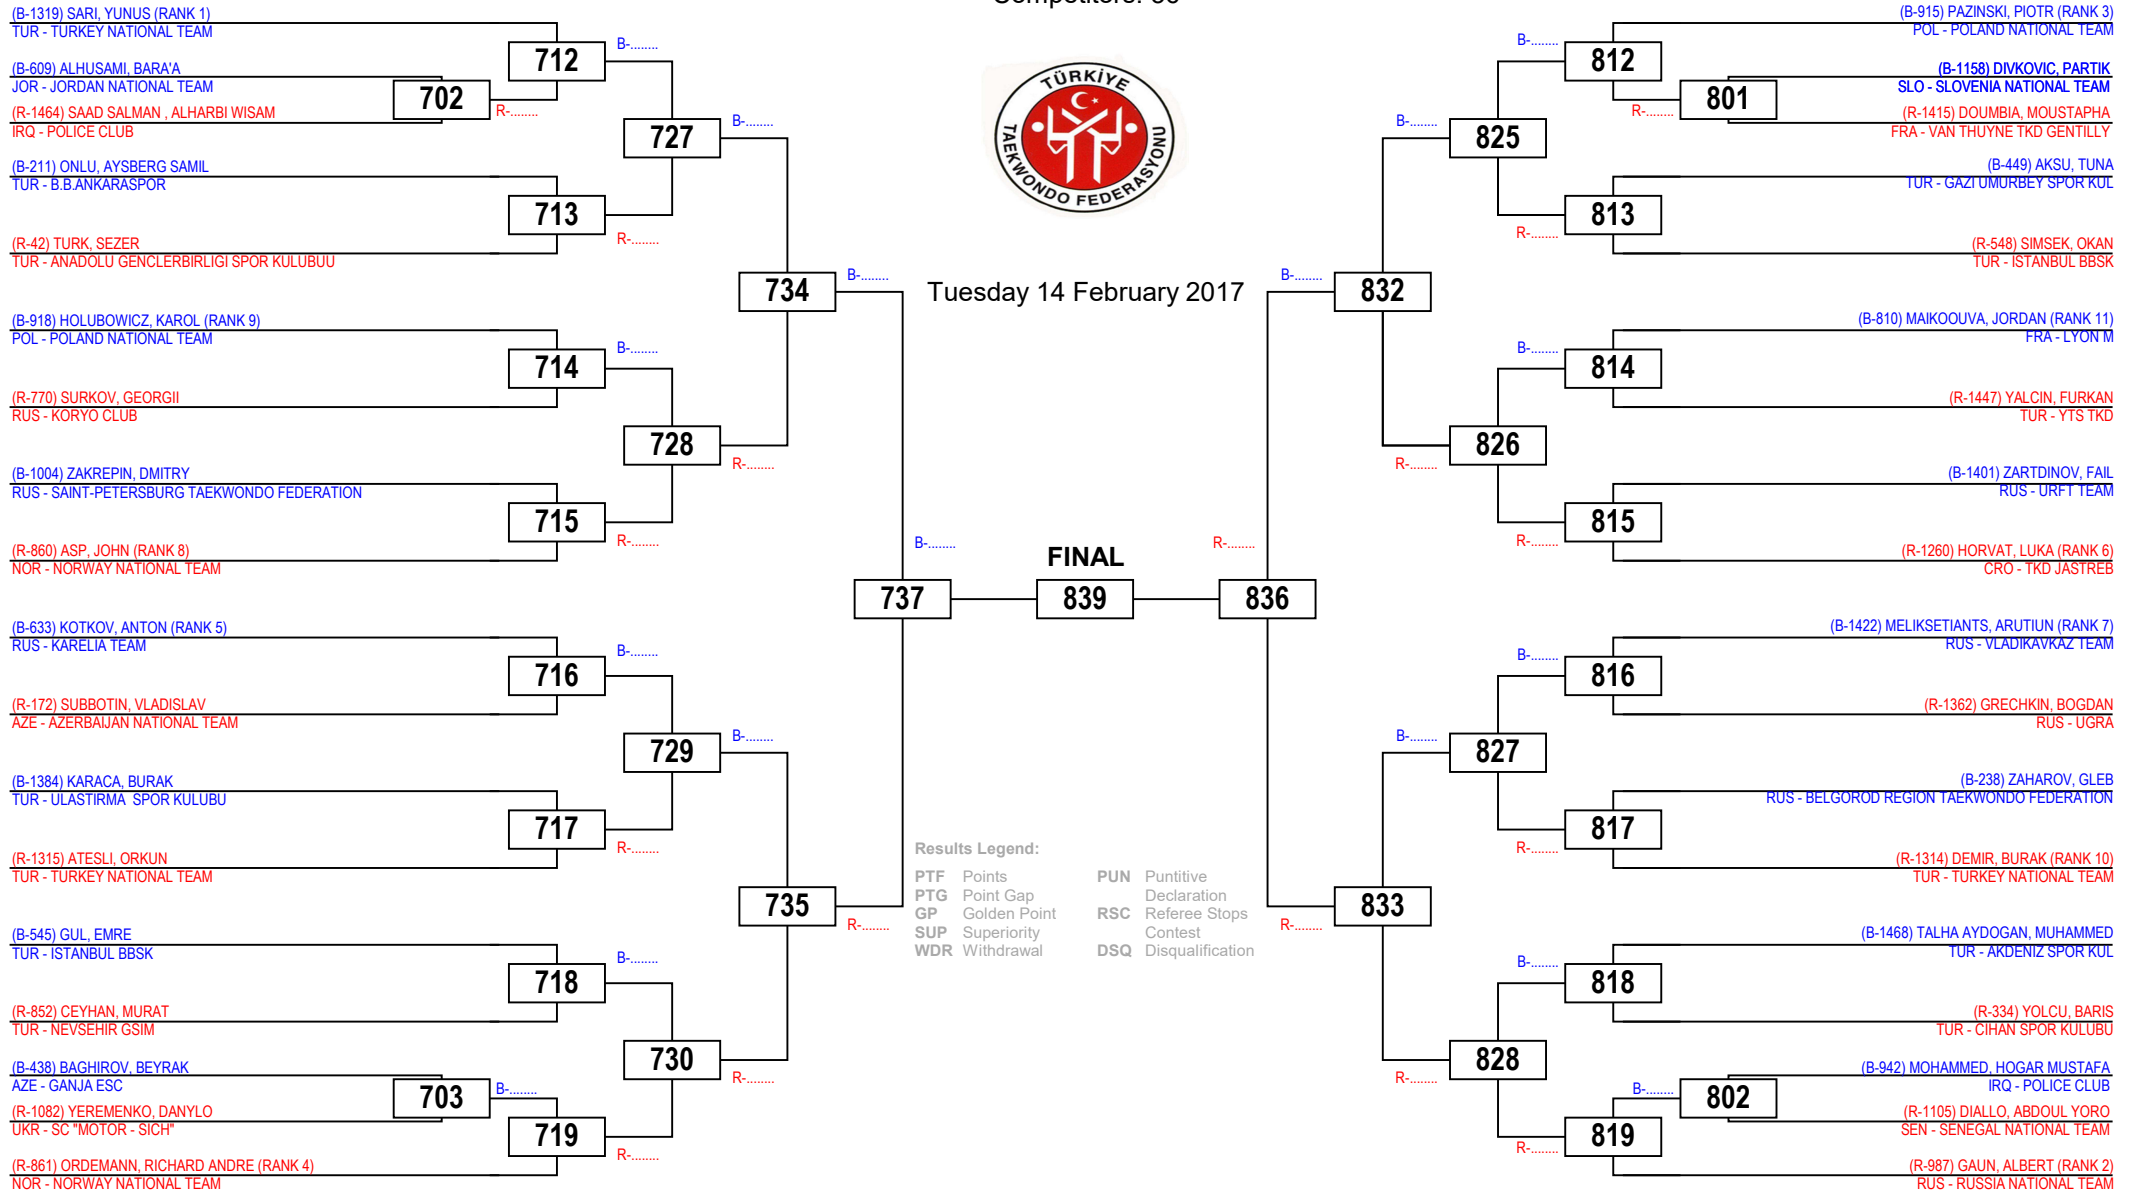 Competitors: 36
(B-1319) SARI, YUNUS (RANK 1)
TUR - TURKEY NATIONAL TEAM
712
B-........
(B-609) ALHUSAMI, BARA'A
JOR - JORDAN NATIONAL TEAM
702
R-........
(R-1464) SAAD SALMAN , ALHARBI WISAM
IRQ - POLICE CLUB
727
B-........
(B-211) ONLU, AYSBERG SAMIL
TUR - B.B.ANKARASPOR
713
R-........
(R-42) TURK, SEZER
TUR - ANADOLU GENCLERBIRLIGI SPOR KULUBUU
734
B-........
(B-918) HOLUBOWICZ, KAROL (RANK 9)
POL - POLAND NATIONAL TEAM
714
B-........
(R-770) SURKOV, GEORGII
RUS - KORYO CLUB
728
R-........
(B-1004) ZAKREPIN, DMITRY
RUS - SAINT-PETERSBURG TAEKWONDO FEDERATION
715
R-........
(R-860) ASP, JOHN (RANK 8)
NOR - NORWAY NATIONAL TEAM
737
B-........
(B-633) KOTKOV, ANTON (RANK 5)
RUS - KARELIA TEAM
716
B-........
(R-172) SUBBOTIN, VLADISLAV
AZE - AZERBAIJAN NATIONAL TEAM
729
B-........
(B-1384) KARACA, BURAK
TUR - ULASTIRMA  SPOR KULUBU
717
R-........
(R-1315) ATESLI, ORKUN
TUR - TURKEY NATIONAL TEAM
735
R-........
(B-545) GUL, EMRE
TUR - ISTANBUL BBSK
718
B-........
(R-852) CEYHAN, MURAT
TUR - NEVSEHIR GSIM
730
R-........
(B-438) BAGHIROV, BEYRAK
AZE - GANJA ESC
703
B-........
(R-1082) YEREMENKO, DANYLO
UKR - SC "MOTOR - SICH"
719
R-........
(R-861) ORDEMANN, RICHARD ANDRE (RANK 4)
NOR - NORWAY NATIONAL TEAM
TÜRKİYE
TAEKWONDO FEDERASYONU
Tuesday 14 February 2017
FINAL
839
Results Legend:
PTF Points
PTG Point Gap
GP Golden Point
SUP Superiority
WDR Withdrawal
PUN Puntitive
Declaration
RSC Referee Stops
Contest
DSQ Disqualification
(B-915) PAZINSKI, PIOTR (RANK 3)
POL - POLAND NATIONAL TEAM
812
B-........
(B-1158) DIVKOVIC, PARTIK
SLO - SLOVENIA NATIONAL TEAM
801
R-........
(R-1415) DOUMBIA, MOUSTAPHA
FRA - VAN THUYNE TKD GENTILLY
825
B-........
(B-449) AKSU, TUNA
TUR - GAZI UMURBEY SPOR KUL
813
R-........
(R-548) SIMSEK, OKAN
TUR - ISTANBUL BBSK
832
B-........
(B-810) MAIKOOUVA, JORDAN (RANK 11)
FRA - LYON M
814
B-........
(R-1447) YALCIN, FURKAN
TUR - YTS TKD
826
R-........
(B-1401) ZARTDINOV, FAIL
RUS - URFT TEAM
815
R-........
(R-1260) HORVAT, LUKA (RANK 6)
CRO - TKD JASTREB
836
R-........
(B-1422) MELIKSETIANTS, ARUTIUN (RANK 7)
RUS - VLADIKAVKAZ TEAM
816
B-........
(R-1362) GRECHKIN, BOGDAN
RUS - UGRA
827
B-........
(B-238) ZAHAROV, GLEB
RUS - BELGOROD REGION TAEKWONDO FEDERATION
817
R-........
(R-1314) DEMIR, BURAK (RANK 10)
TUR - TURKEY NATIONAL TEAM
833
R-........
(B-1468) TALHA AYDOGAN, MUHAMMED
TUR - AKDENIZ SPOR KUL
818
B-........
(R-334) YOLCU, BARIS
TUR - CIHAN SPOR KULUBU
828
R-........
(B-942) MOHAMMED, HOGAR MUSTAFA
IRQ - POLICE CLUB
802
B-........
(R-1105) DIALLO, ABDOUL YORO
SEN - SENEGAL NATIONAL TEAM
819
R-........
(R-987) GAUN, ALBERT (RANK 2)
RUS - RUSSIA NATIONAL TEAM